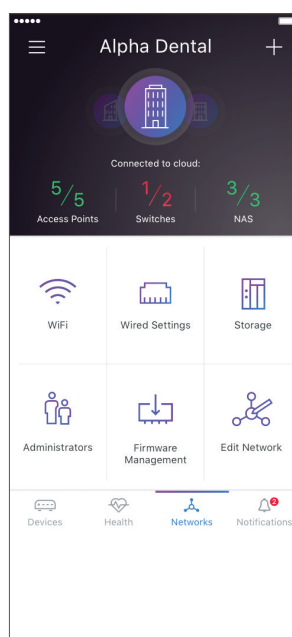 Alpha Dental
Connected to cloud:
5/5 1/2 3/3
Access Points Switches NAS
WiFi Wired Settings Storage
Administrators Firmware Management Edit Network
2
Devices Health Networks Notifications